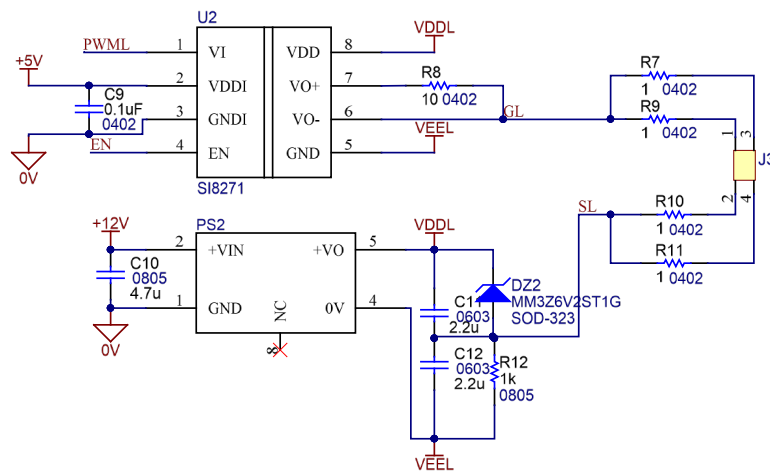 U2
VDDL
PWML
1
VI
VDD
8
+5V
2
VDDI
VO+
7
R8
10 0402
C9
0.1uF
0402
3
GNDI
VO-
6
GL
EN
4
EN
GND
5
VEEL
0V
SI8271
R7
1 0402
R9
1 0402
1
3
J3
2
4
SL
R10
1 0402
R11
1 0402
+12V
PS2
VDDL
2
+VIN
+VO
5
C10
0805
4.7u
1
GND
NC
0V
4
0V
8
DZ2
MM3Z6V2ST1G
SOD-323
C11
0603
2.2u
C12
0603
2.2u
R12
1k
0805
VEEL